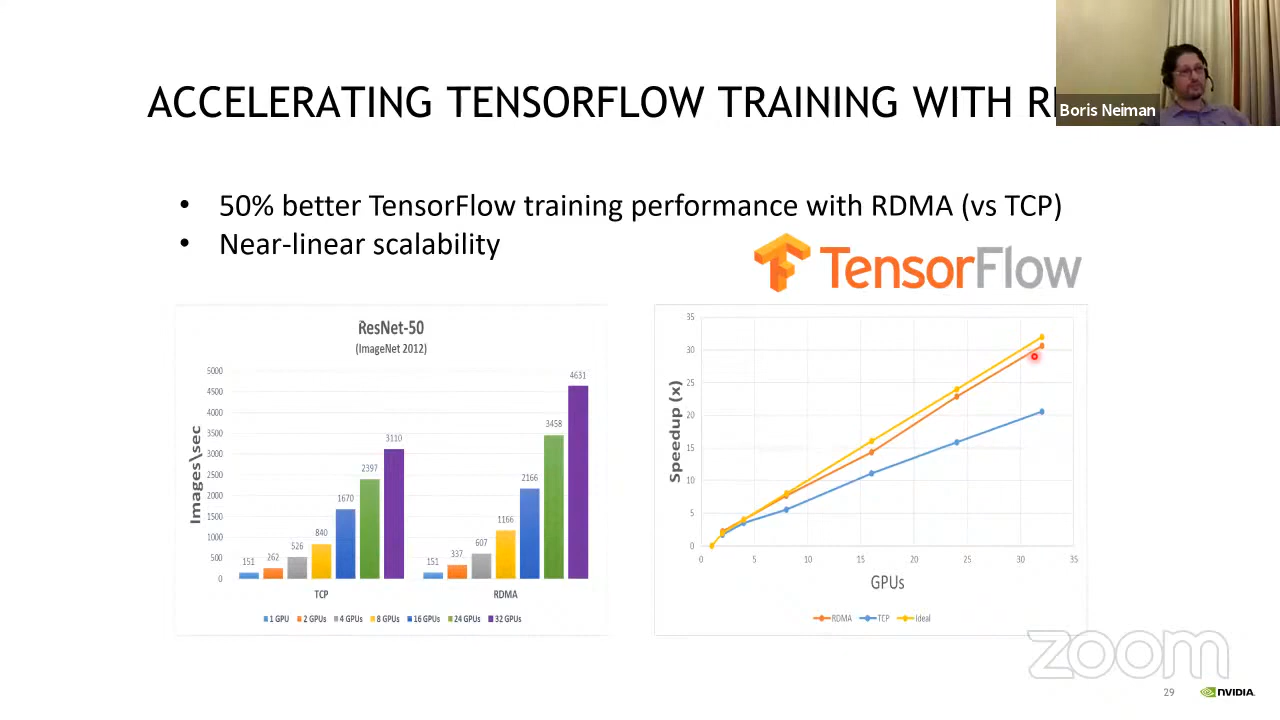 ACCELERATING TENSORFLOW TRAINING WITH
Boris Neiman
• 50% better TensorFlow training performance with RDMA (vs TCP)
• Near-linear scalability
TensorFlow
ResNet-50
(ImageNet 2012)
Images\sec
5000
4500
4000
3500
3000
2500
2000
1500
1000
500
0
151
262
526
840
1670
2397
3110
151
337
607
1166
2166
3458
4631
TCP
RDMA
1 GPU 2 GPUs 4 GPUs 8 GPUs 16 GPUs 24 GPUs 32 GPUs
Speedup (x)
35
30
25
20
15
10
5
0
0 5 10 15 20 25 30 35
GPUs
RDMA TCP Ideal
zoom
29
NVIDIA.